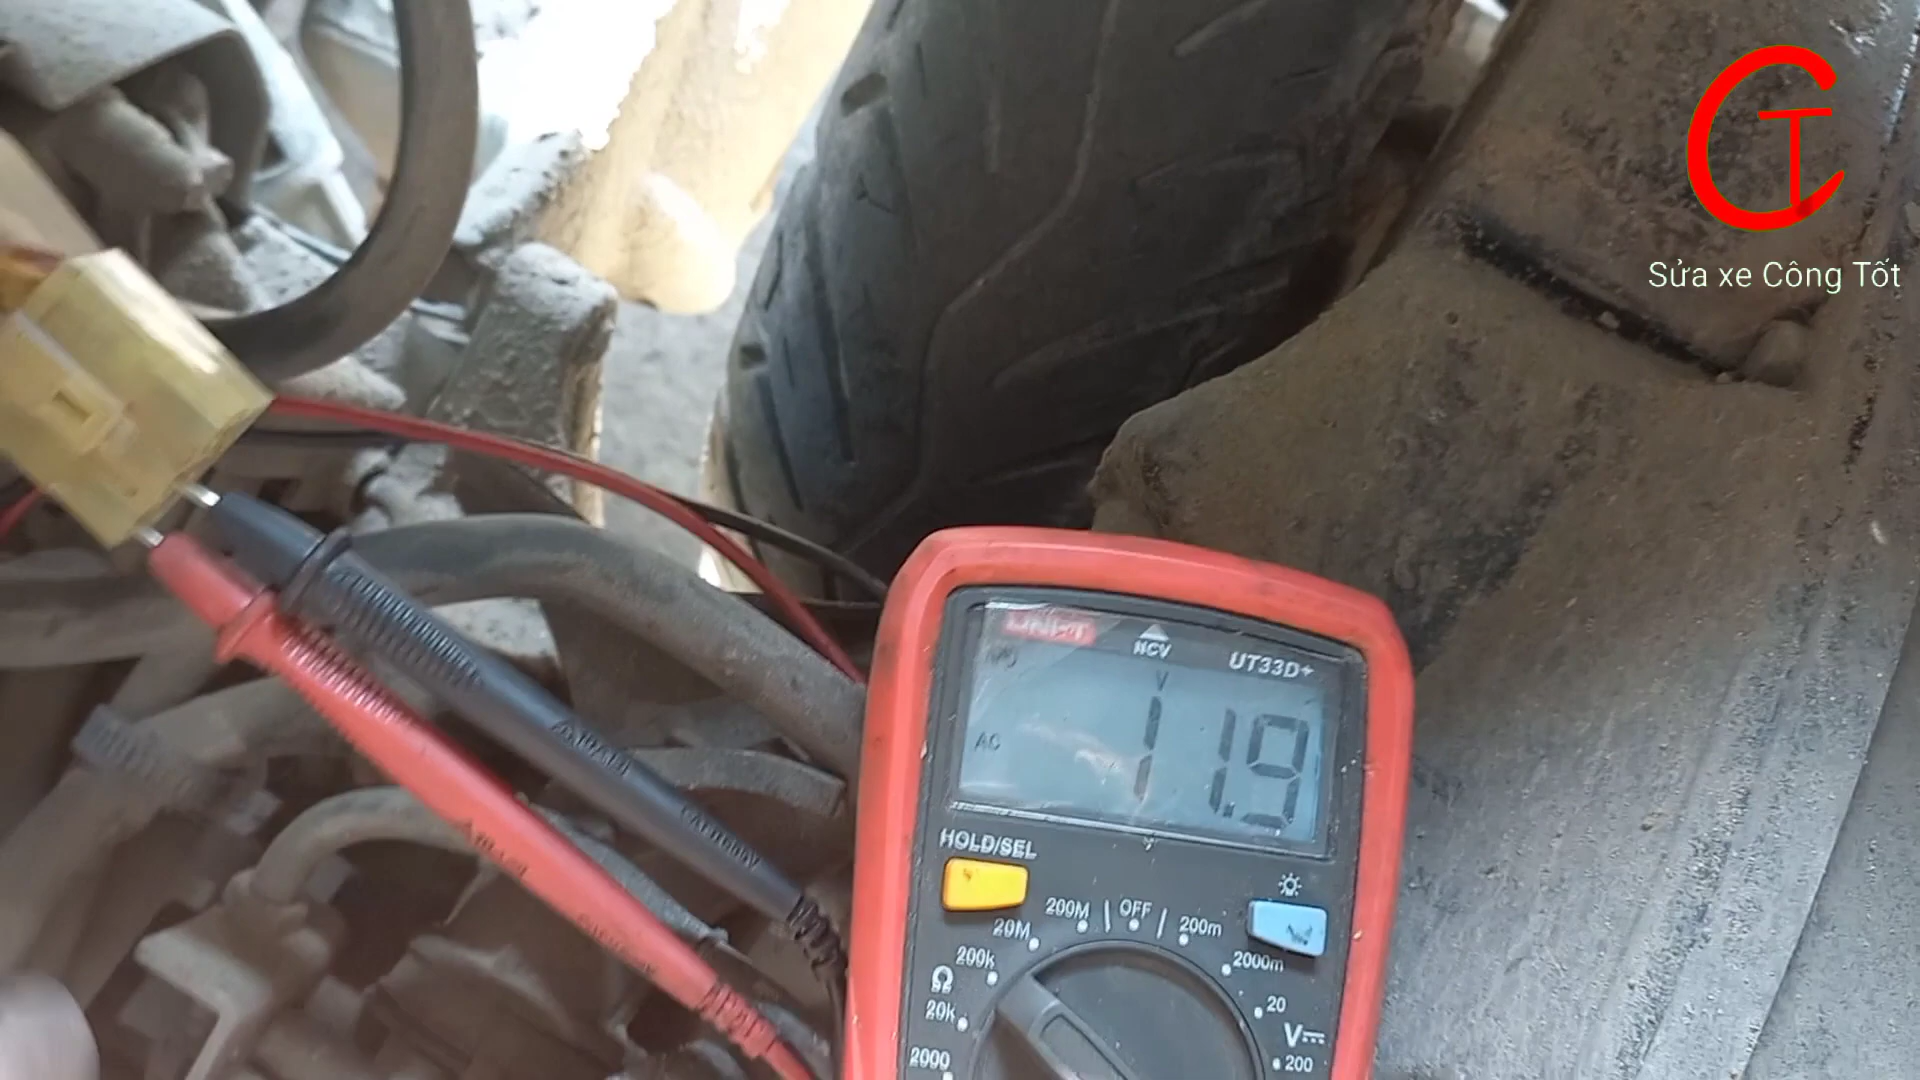 CT
Sửa xe Công Tốt
UNI-T
NCV
UT33D+
V
AC
11.9
HOLD/SEL
200M
OFF
200m
20M
2000m
200k
Ω
20k
20
V
2000
200